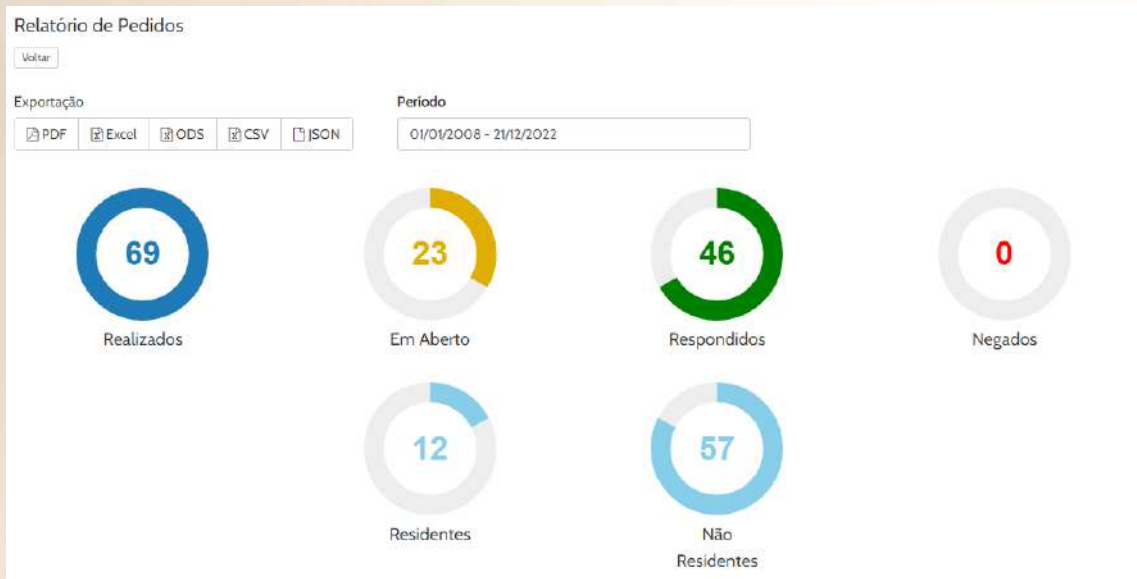 Relatório de Pedidos
Voltar
Exportação
Período
PDF
Excel
ODS
CSV
JSON
01/01/2008 - 21/12/2022
69
23
46
0
Realizados
Em Aberto
Respondidos
Negados
12
57
Residentes
Não
Residentes